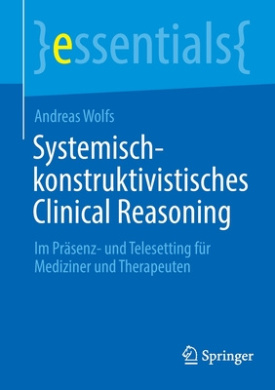 }essentials{
Andreas Wolfs
Systemisch-
konstruktivistisches
Clinical Reasoning
Im Präsenz- und Telesetting für
Mediziner und Therapeuten
Springer